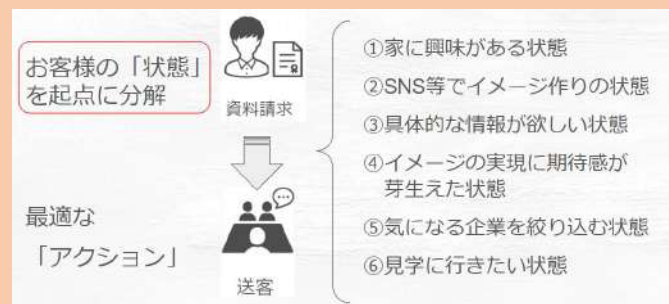 お客様の「状態」
を起点に分解
資料請求
最適な
「アクション」
送客
①家に興味がある状態
②SNS等でイメージ作りの状態
③具体的な情報が欲しい状態
④イメージの実現に期待感が
芽生えた状態
⑤気になる企業を絞り込む状態
⑥見学に行きたい状態